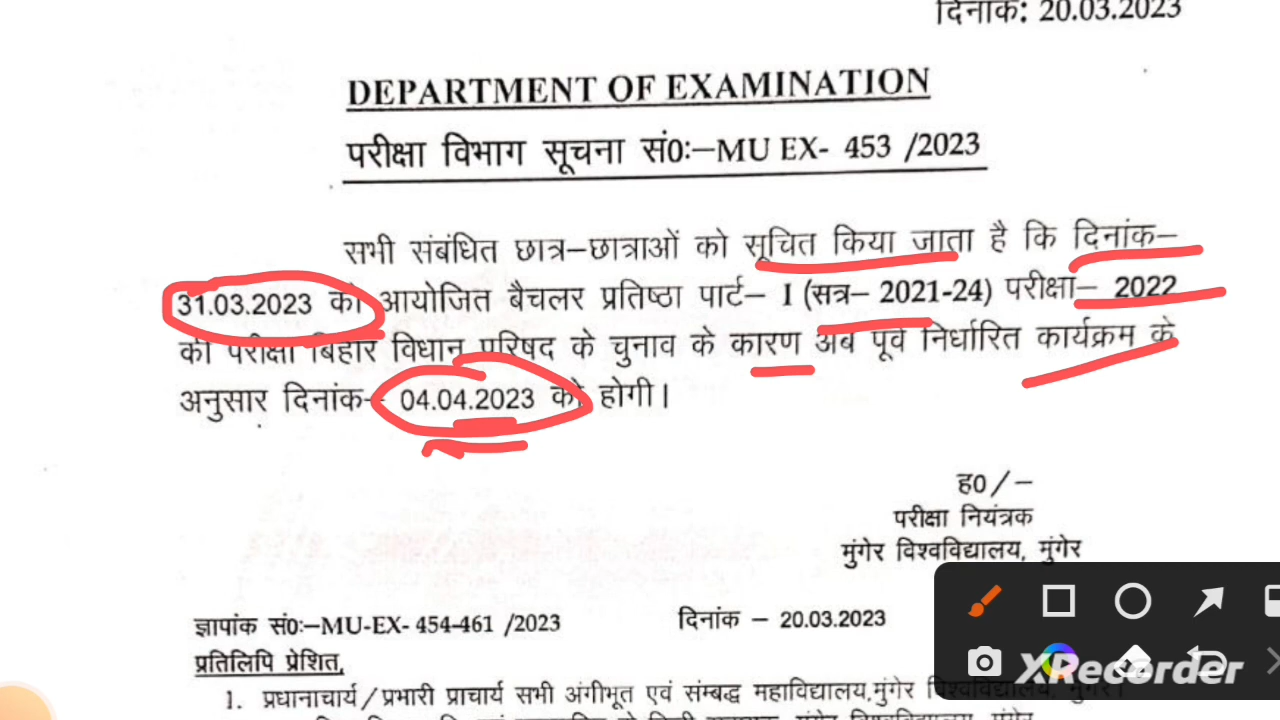 दिनांक: 20.03.2023
DEPARTMENT OF EXAMINATION
परीक्षा विभाग सूचना सं0:–MU EX- 453 /2023
सभी संबंधित छात्र–छात्राओं को सूचित किया जाता है कि दिनांक–
31.03.2023 को आयोजित बैचलर प्रतिष्ठा पार्ट– I (सत्र– 2021-24) परीक्षा– 2022
की परीक्षा बिहार विधान परिषद के चुनाव के कारण अब पूर्व निर्धारित कार्यक्रम के
अनुसार दिनांक– 04.04.2023 को होगी।
ह0/–
परीक्षा नियंत्रक
मुंगेर विश्वविद्यालय, मुंगेर
ज्ञापांक सं0:–MU-EX- 454-461 /2023 दिनांक – 20.03.2023
प्रतिलिपि प्रेशित,
1. प्रधानाचार्य/प्रभारी प्राचार्य सभी अंगीभूत एवं सम्बद्ध महाविद्यालय,मुंगेर विश्वविद्यालय, मुंगेर।
XRecorder